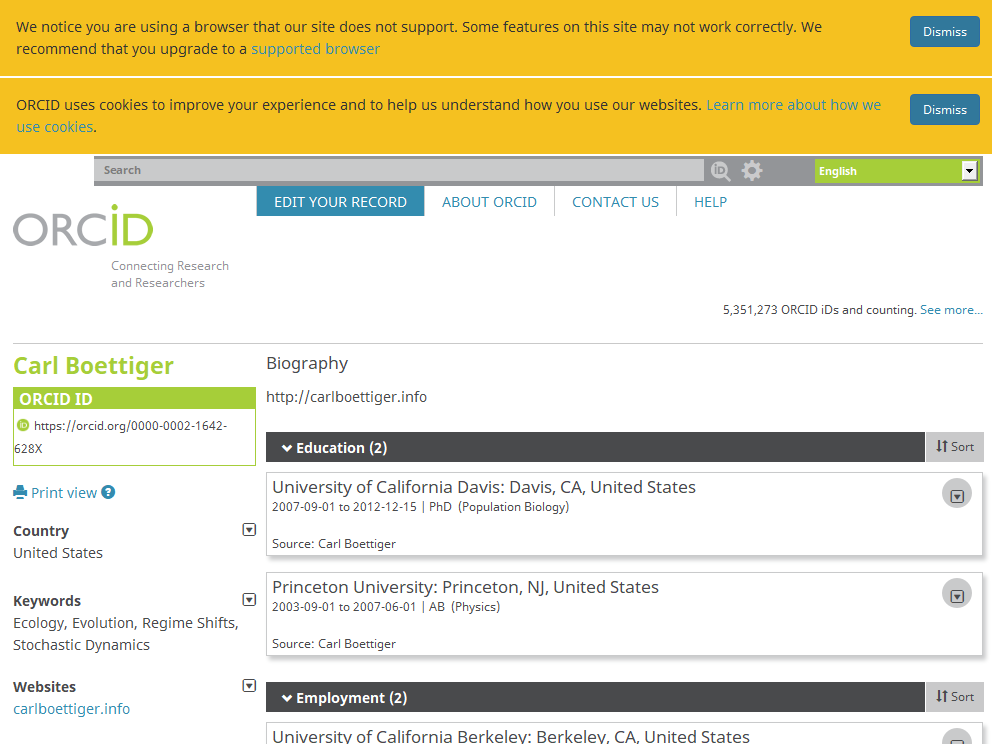 We notice you are using a browser that our site does not support. Some features on this site may not work correctly. We
recommend that you upgrade to a supported browser
Dismiss
ORCID uses cookies to improve your experience and to help us understand how you use our websites. Learn more about how we
use cookies.
Dismiss
Search
iD
English
EDIT YOUR RECORD
ABOUT ORCID
CONTACT US
HELP
ORCiD
Connecting Research
and Researchers
5,351,273 ORCID iDs and counting. See more...
Carl Boettiger
ORCID ID
iD https://orcid.org/0000-0002-1642-
628X
Print view ?
Country
United States
Keywords
Ecology, Evolution, Regime Shifts,
Stochastic Dynamics
Websites
carlboettiger.info
Biography
http://carlboettiger.info
Education (2)
Sort
University of California Davis: Davis, CA, United States
2007-09-01 to 2012-12-15 | PhD (Population Biology)
Source: Carl Boettiger
Princeton University: Princeton, NJ, United States
2003-09-01 to 2007-06-01 | AB (Physics)
Source: Carl Boettiger
Employment (2)
Sort
University of California Berkeley: Berkeley, CA, United States